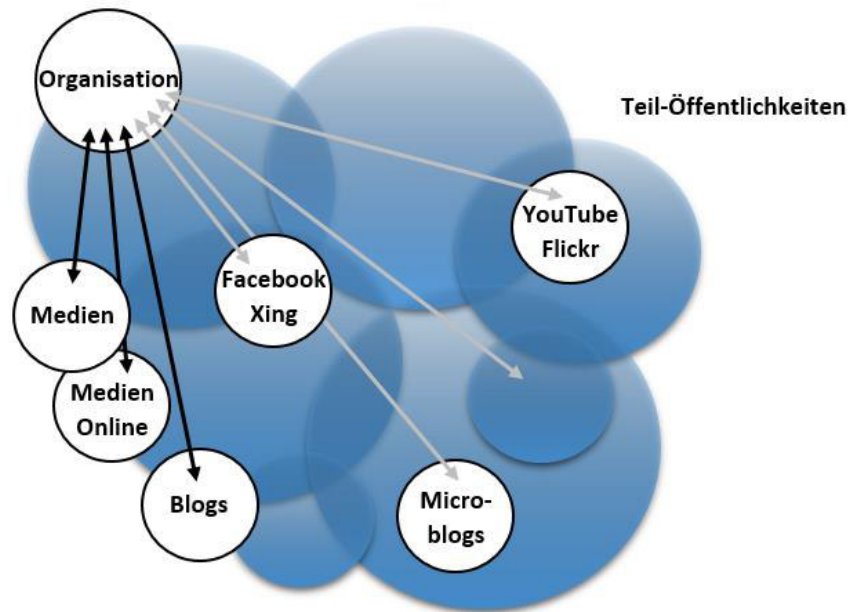 Organisation
Teil-Öffentlichkeiten
YouTube
Flickr
Facebook
Xing
Medien
Medien
Online
Blogs
Micro-
blogs